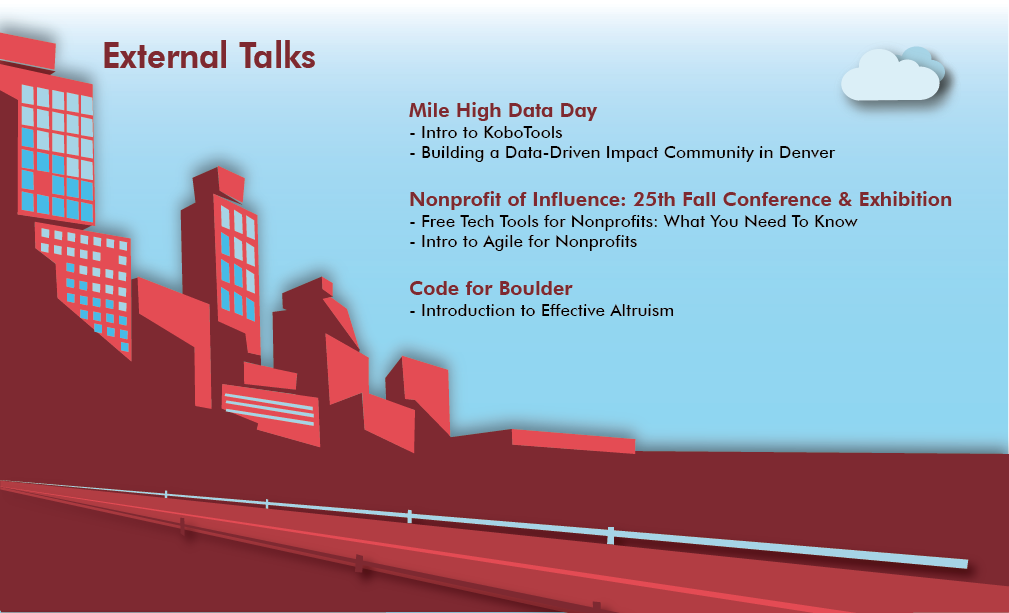 External Talks
Mile High Data Day
- Intro to KoboTools
- Building a Data-Driven Impact Community in Denver
Nonprofit of Influence: 25th Fall Conference & Exhibition
- Free Tech Tools for Nonprofits: What You Need To Know
- Intro to Agile for Nonprofits
Code for Boulder
- Introduction to Effective Altruism